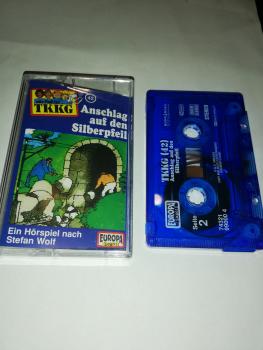 TKKG
42
Anschlag
auf den
Silberpfeil
Ein Hörspiel nach
Stefan Wolf
EUROPA
TKKG (42)
Anschlag auf den
Silberpfeil
EUROPA
Seite
2
74321